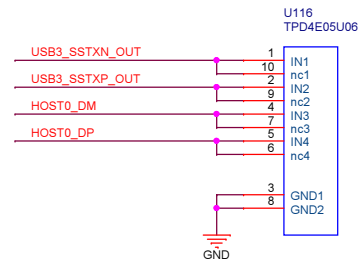 U116
TPD4E05U06
USB3_SSTXN_OUT
1
IN1
10
nc1
USB3_SSTXP_OUT
2
IN2
9
nc2
HOST0_DM
4
IN3
7
nc3
HOST0_DP
5
IN4
6
nc4
3
GND1
8
GND2
GND